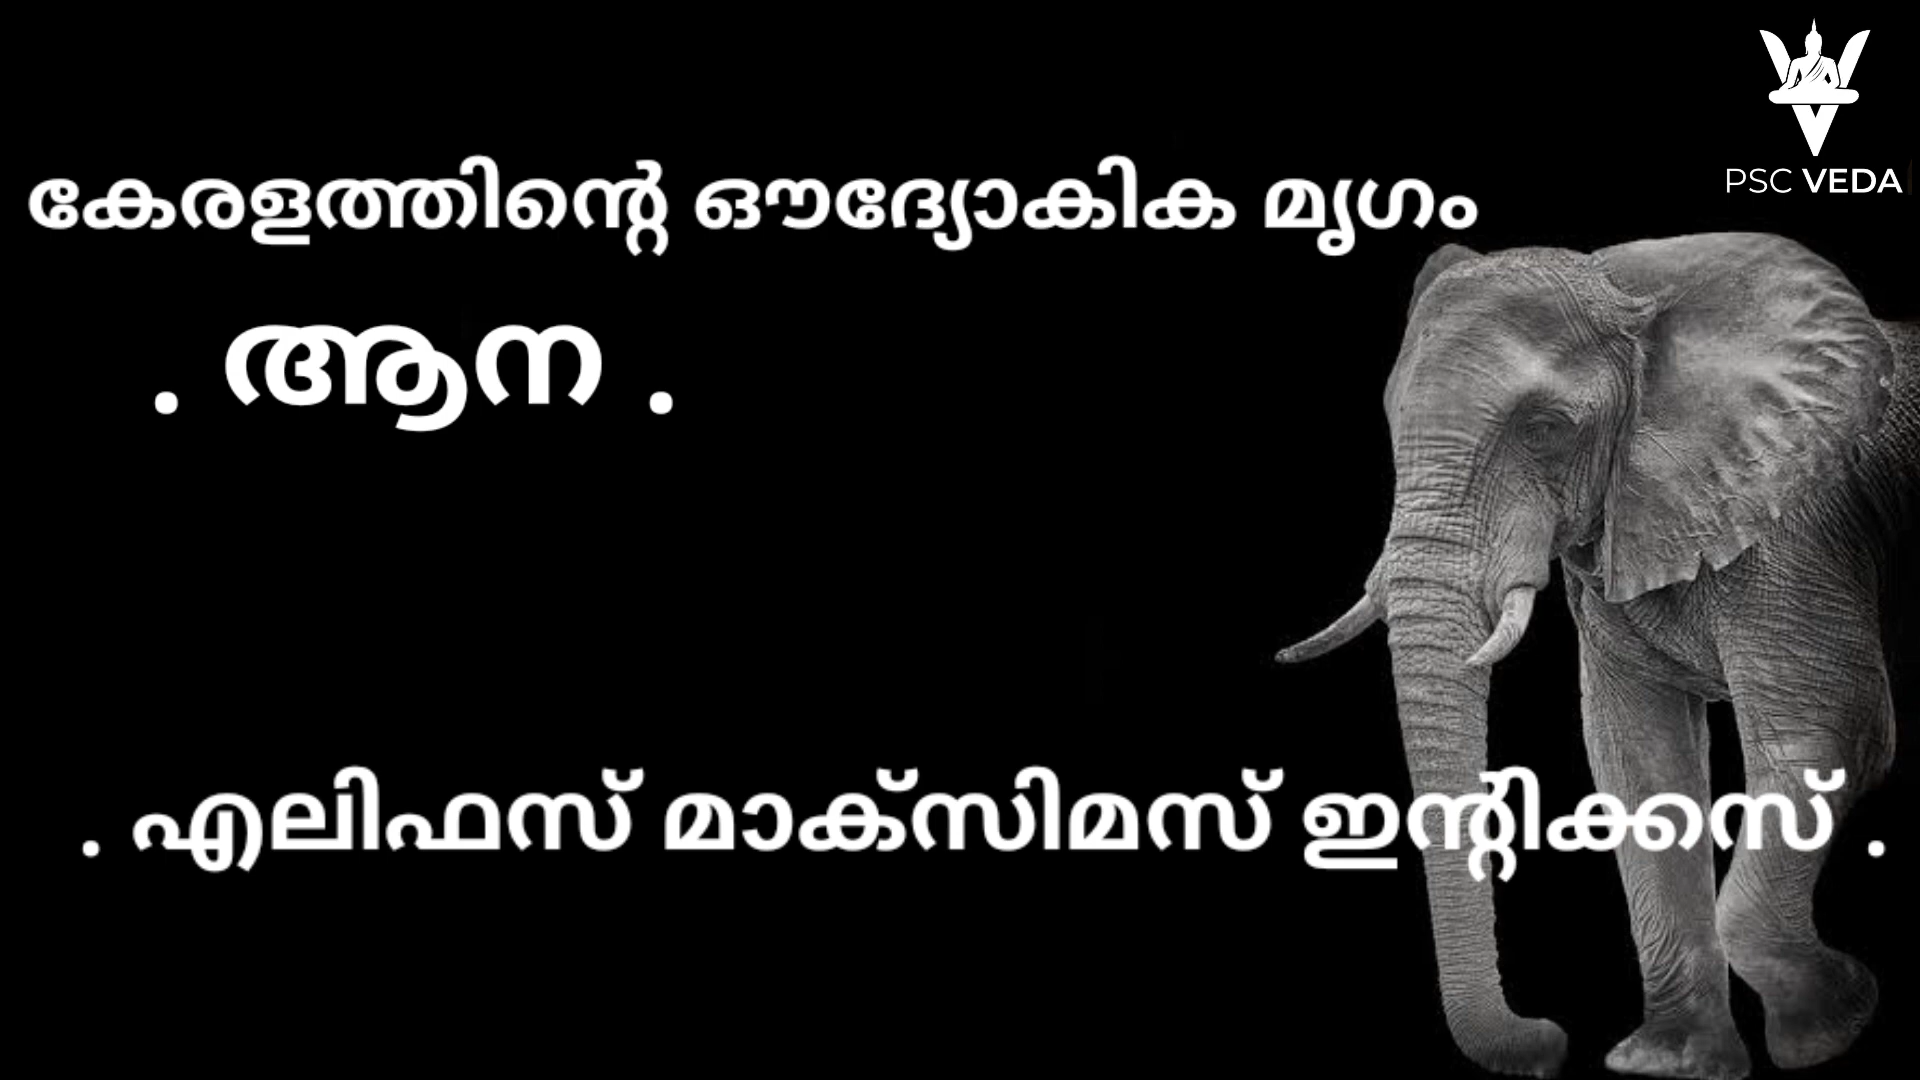 PSC VEDA
കേരളത്തിന്റെ ഔദ്യോകിക മൃഗം
. ആന .
. എലിഫസ് മാക്സിമസ് ഇന്റിക്കസ് .